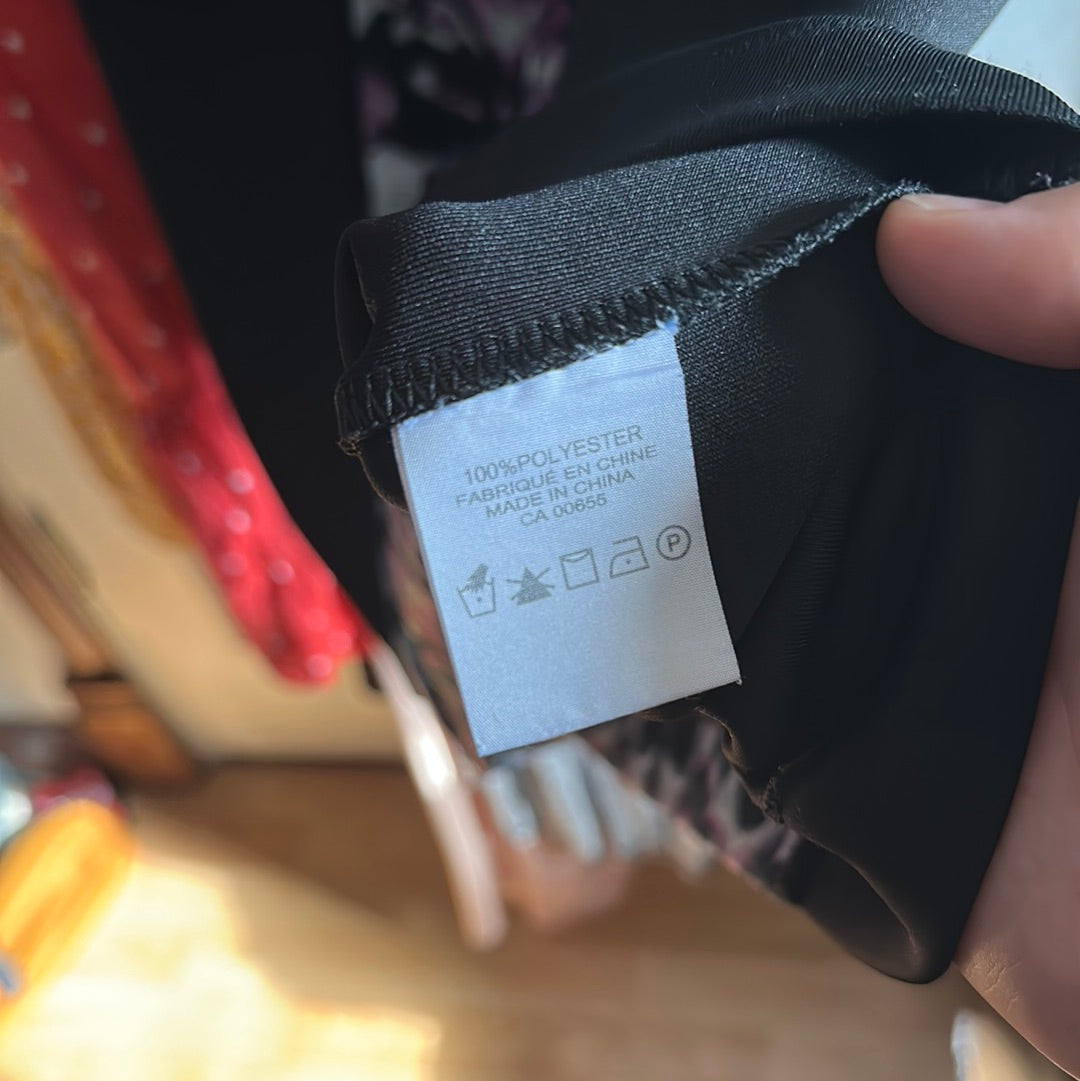 100%POLYESTER
FABRIQUÉ EN CHINE
MADE IN CHINA
CA 00655
P